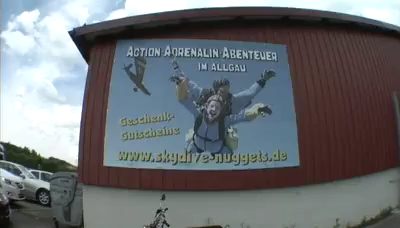 Action Adrenalin Abenteuer
im Allgäu
Geschenk-
Gutscheine
www.skydive-nuggets.de